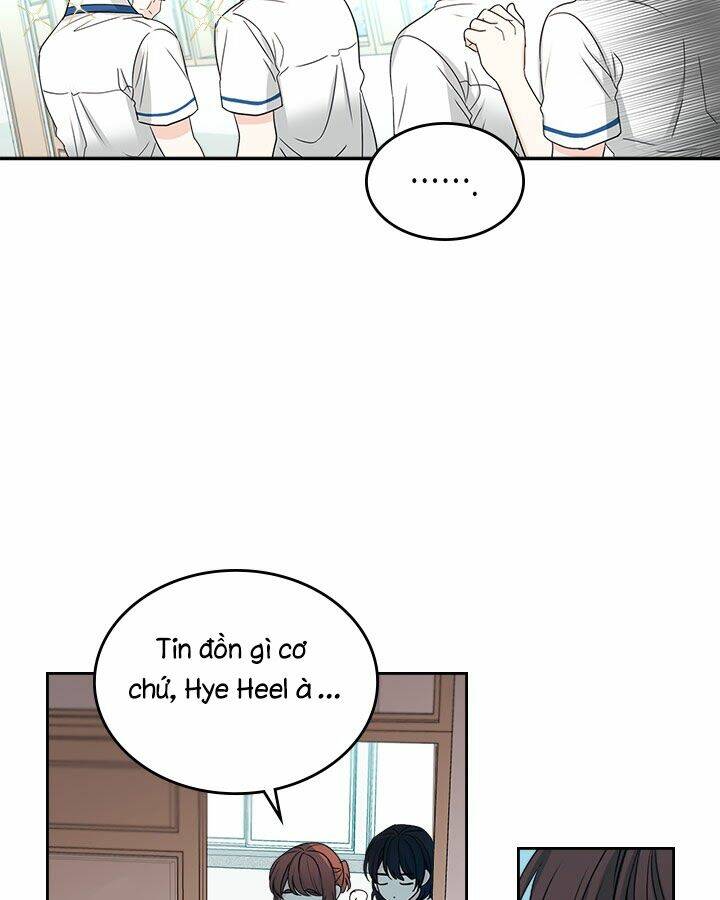 .......
Tin đồn gì cơ
chứ, Hye Heel à ...